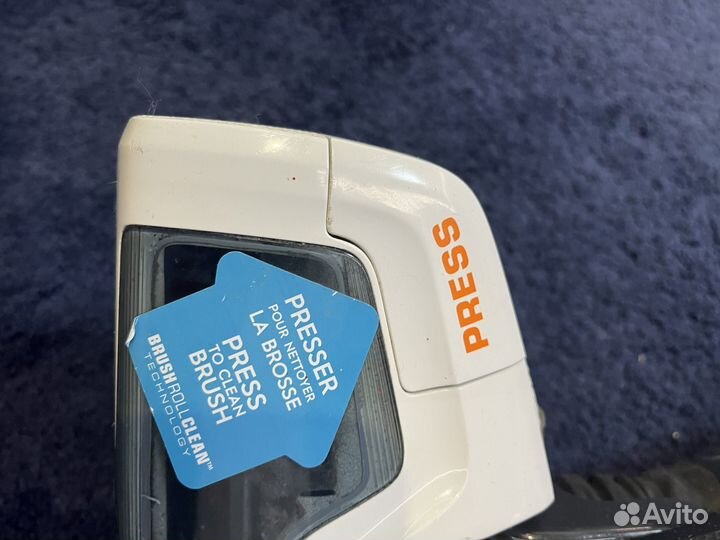 PRESS
PRESSER
POUR NETTOYER
LA BROSSE
PRESS
TO CLEAN
BRUSH
BRUSHROLLCLEAN™
TECHNOLOGY
Avito